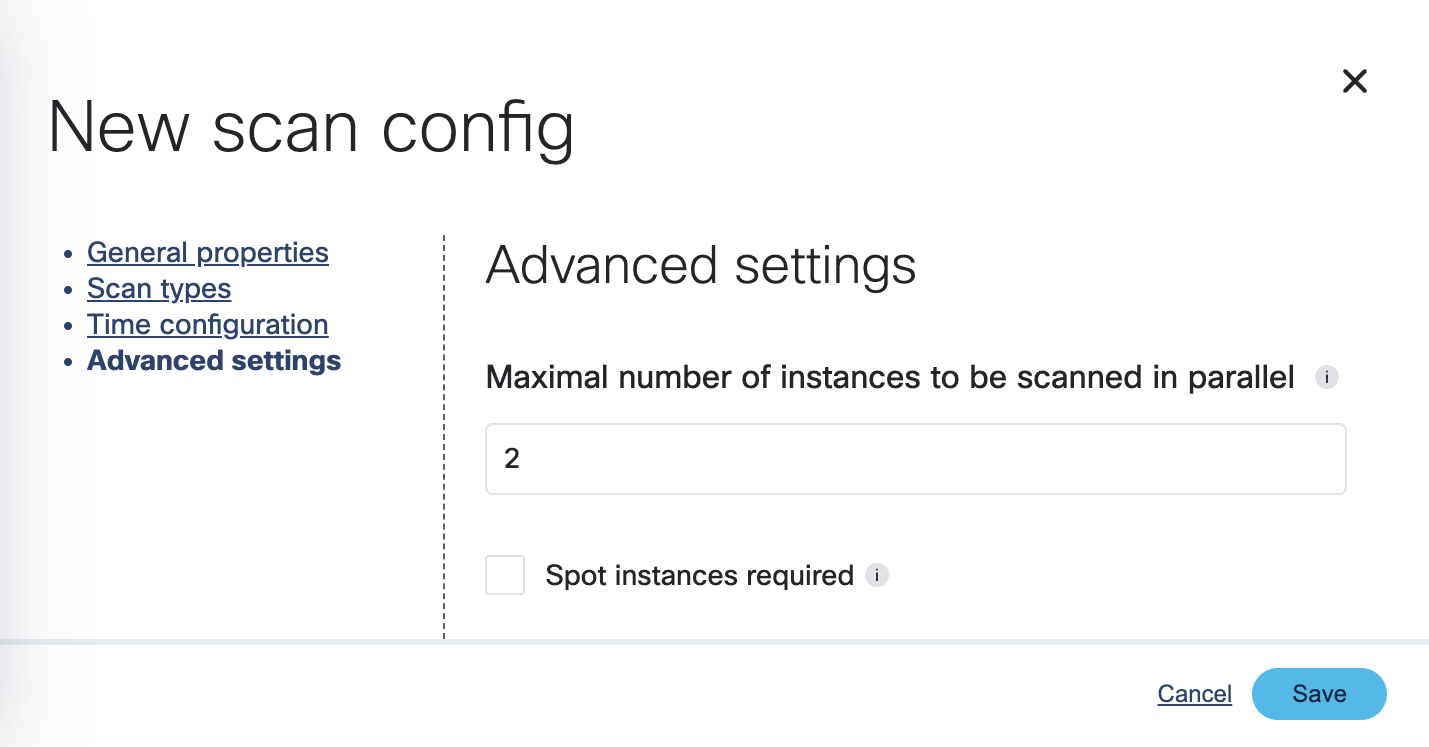 New scan config
General properties
Scan types
Time configuration
Advanced settings
Advanced settings
Maximal number of instances to be scanned in parallel i
2
Spot instances required i
Cancel
Save